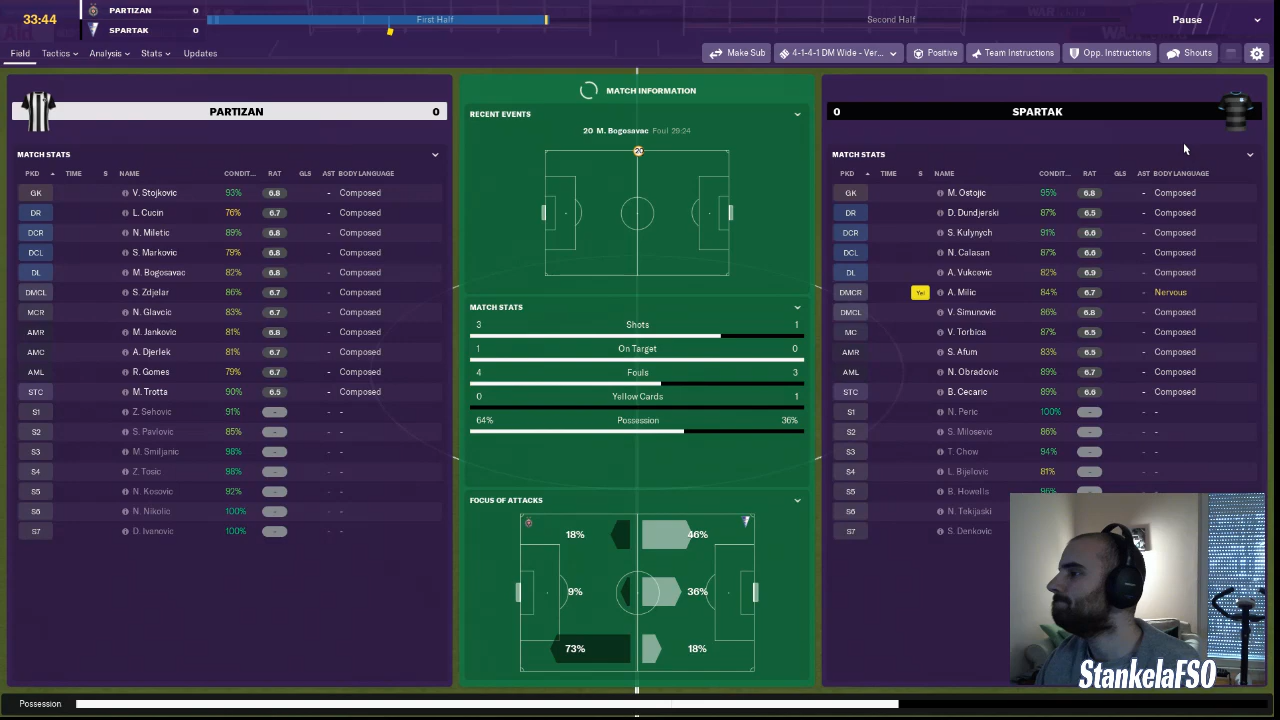 33:44
PARTIZAN 0
SPARTAK 0
First Half
Second Half
Pause
Field Tactics Analysis Stats Updates
Make Sub 4-1-4-1 DM Wide - Ver... Positive Team Instructions Opp. Instructions Shouts
PARTIZAN 0
MATCH STATS
PKD TIME S NAME CONDIT... RAT GLS AST BODY LANGUAGE
GK V. Stojkovic 93% 6.8 - Composed
DR L. Cucin 76% 6.7 - Composed
DCR N. Miletic 89% 6.8 - Composed
DCL S. Markovic 79% 6.8 - Composed
DL M. Bogosavac 82% 6.8 - Composed
DMCL S. Zdjelar 86% 6.7 - Composed
MCR N. Glavcic 83% 6.7 - Composed
AMR M. Jankovic 81% 6.8 - Composed
AMC A. Djerlek 81% 6.7 - Composed
AML R. Gomes 79% 6.7 - Composed
STC M. Trotta 90% 6.5 - Composed
S1 Z. Sehovic 91% - - -
S2 S. Pavlovic 85% - - -
S3 M. Smiljanic 98% - - -
S4 Z. Tosic 98% - - -
S5 N. Kosovic 92% - - -
S6 N. Nikolic 100% - - -
S7 D. Ivanovic 100% - - -
MATCH INFORMATION
RECENT EVENTS
20 M. Bogosavac Foul 29:24
20
MATCH STATS
3 Shots 1
1 On Target 0
4 Fouls 3
0 Yellow Cards 1
64% Possession 36%
FOCUS OF ATTACKS
18% 46%
9% 36%
73% 18%
0 SPARTAK
MATCH STATS
PKD TIME S NAME CONDIT... RAT GLS AST BODY LANGUAGE
GK M. Ostojic 95% 6.8 - Composed
DR D. Dundjerski 87% 6.5 - Composed
DCR S. Kulynych 91% 6.6 - Composed
DCL N. Calasan 87% 6.6 - Composed
DL A. Vukcevic 82% 6.9 - Composed
DMCR Yel A. Milic 84% 6.7 - Nervous
DMCL V. Simunovic 86% 6.8 - Composed
MC V. Torbica 87% 6.5 - Composed
AMR S. Afum 83% 6.5 - Composed
AML N. Obradovic 89% 6.7 - Composed
STC B. Cecaric 89% 6.6 - Composed
S1 N. Peric 100% - - -
S2 S. Milosevic 86% - - -
S3 T. Chow 94% - - -
S4 L. Bijelovic 81% - - -
S5 B. Howells 96% - - -
S6 N. Tekijaski
S7 S. Denkovic
StankelaFSO
Possession